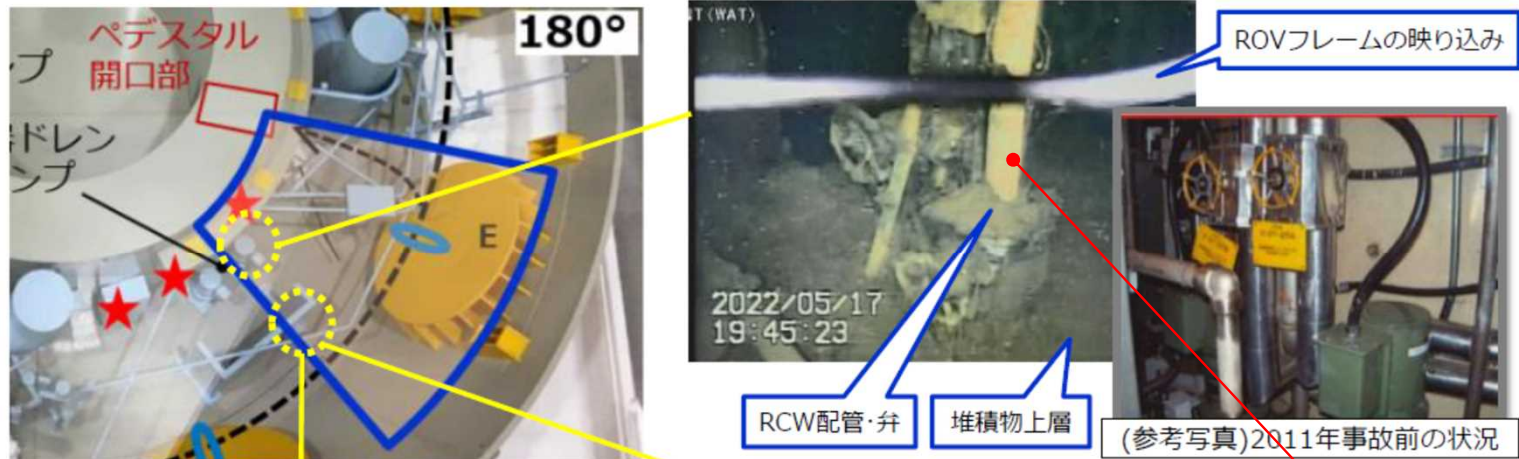 180°
ペデスタル
開口部
ンプ
器ドレン
ンプ
E
NT(WAT)
ROVフレームの映り込み
2022/05/17
19:45:23
RCW配管・弁
堆積物上層
(参考写真)2011年事故前の状況